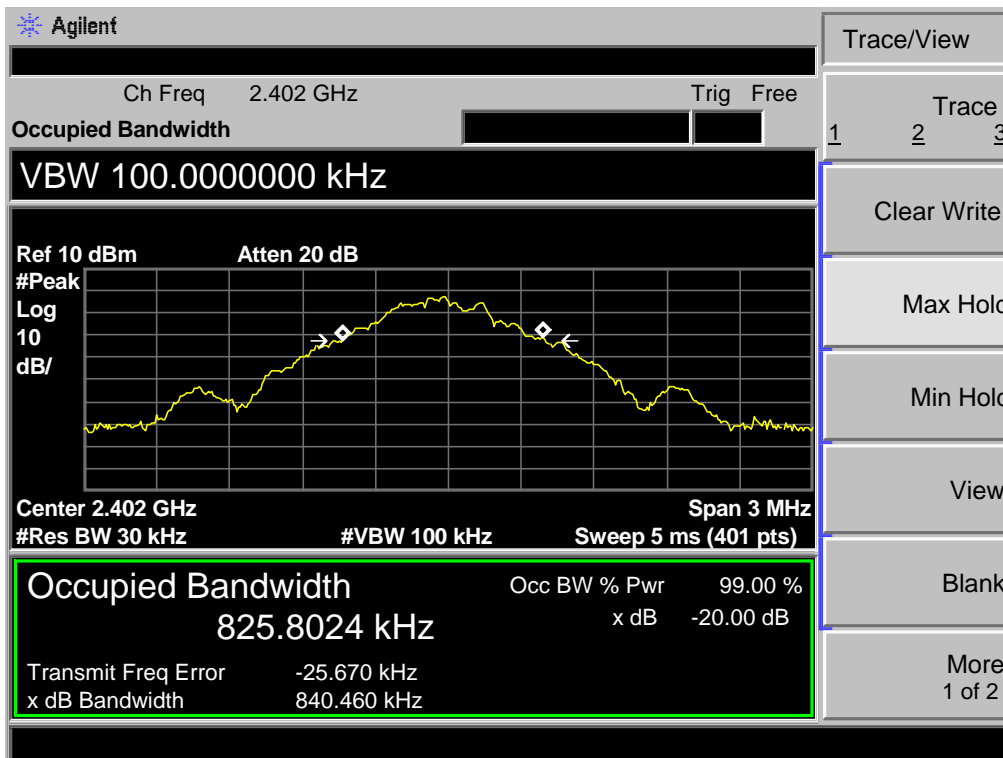 Agilent
Trace/View
Ch Freq 2.402 GHz Trig Free
Occupied Bandwidth
Trace
1 2 3
VBW 100.0000000 kHz
Clear Write
Ref 10 dBm Atten 20 dB
#Peak
Log
10
dB/
Max Hold
Min Hold
View
Center 2.402 GHz Span 3 MHz
#Res BW 30 kHz #VBW 100 kHz Sweep 5 ms (401 pts)
Occupied Bandwidth
825.8024 kHz
Occ BW % Pwr 99.00 %
x dB -20.00 dB
Transmit Freq Error -25.670 kHz
x dB Bandwidth 840.460 kHz
Blank
More
1 of 2